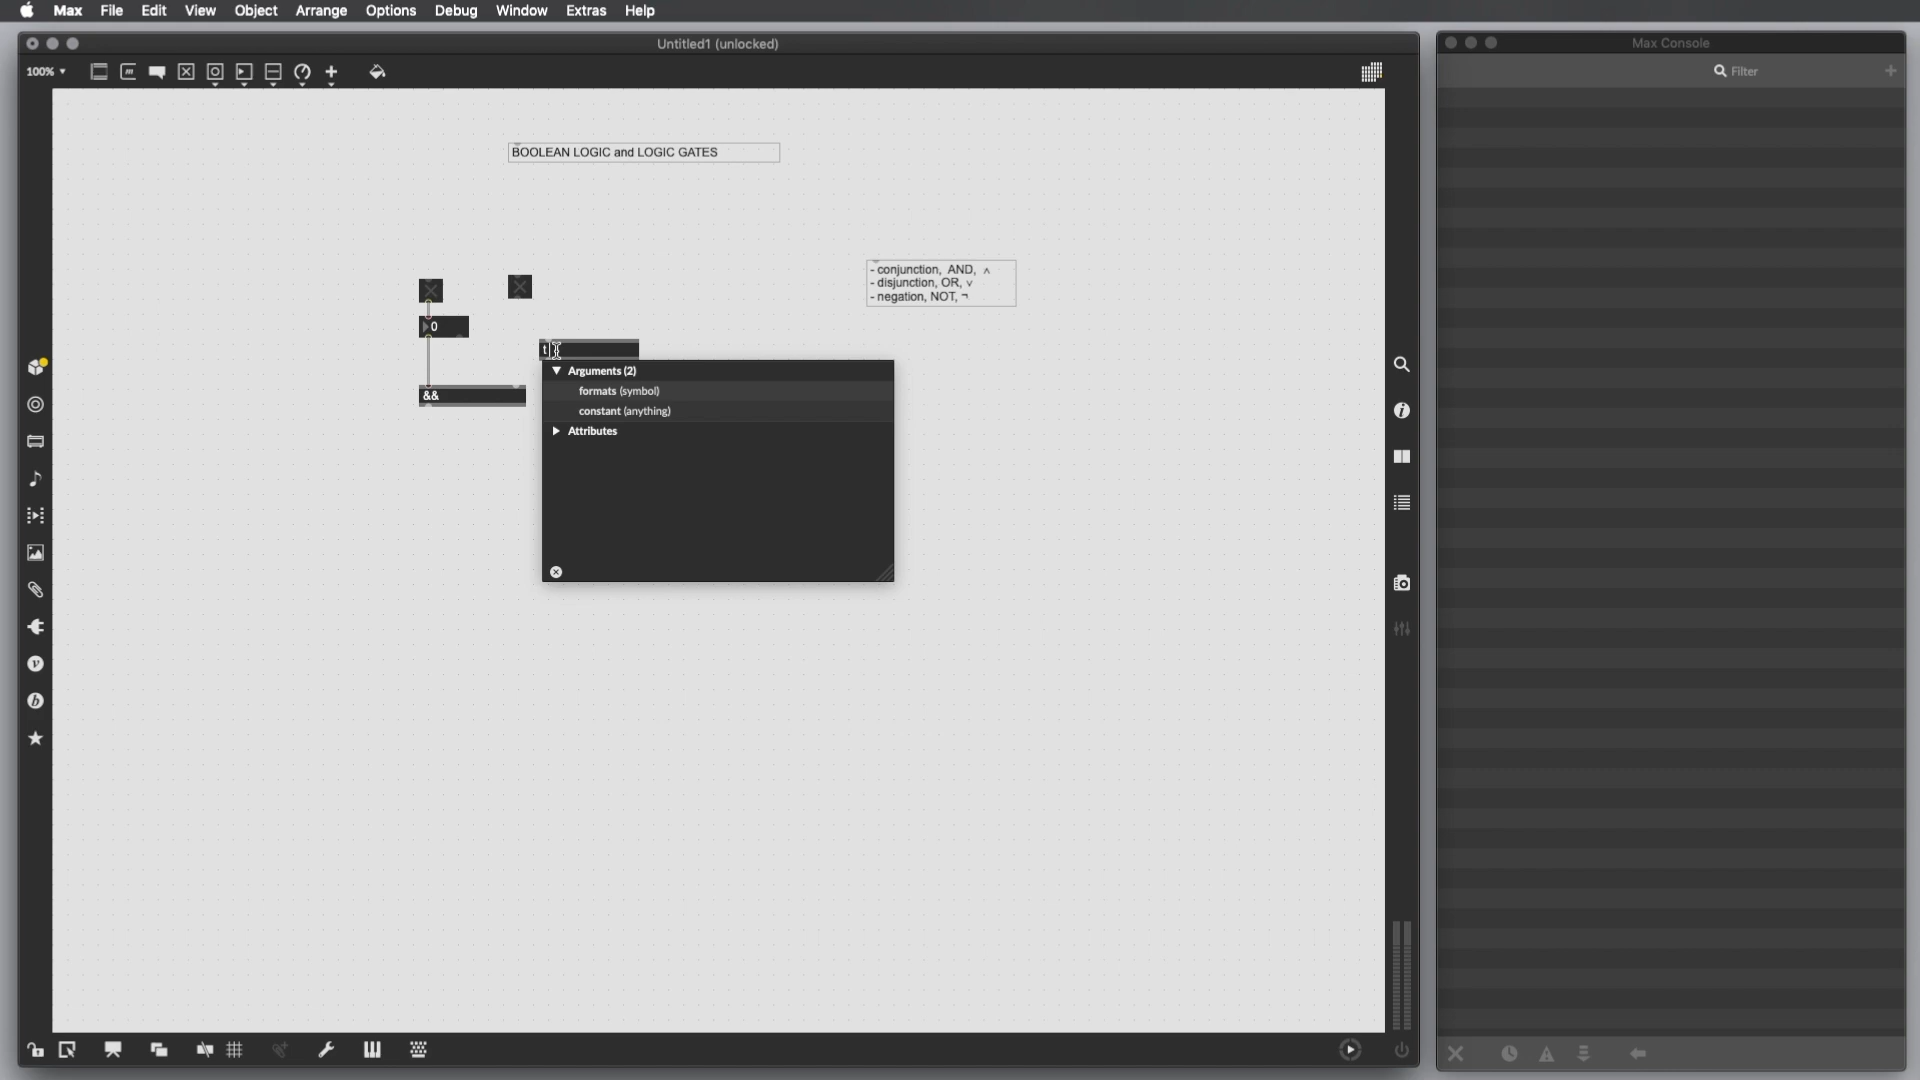 Max File Edit View Object Arrange Options Debug Window Extras Help
Untitled1 (unlocked)
Max Console
100%
Filter
BOOLEAN LOGIC and LOGIC GATES
- conjunction, AND, ∧
- disjunction, OR, ∨
- negation, NOT, ¬
0
t
Arguments (2)
formats (symbol)
&&
constant (anything)
Attributes